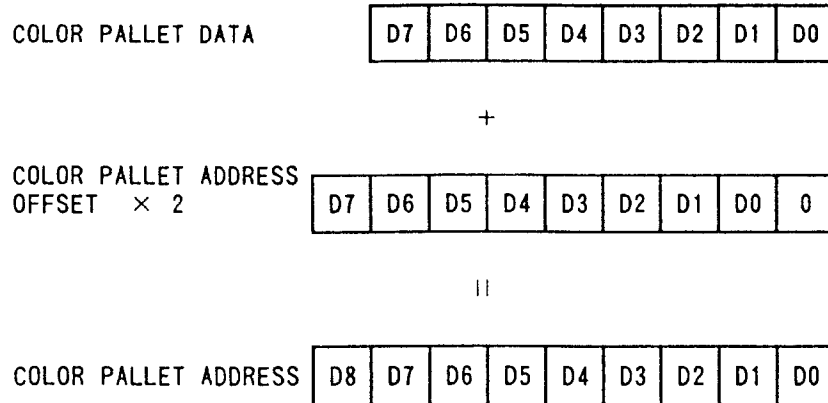 COLOR PALLET DATA D7 D6 D5 D4 D3 D2 D1 D0
+
COLOR PALLET ADDRESS
OFFSET × 2 D7 D6 D5 D4 D3 D2 D1 D0 0
=
COLOR PALLET ADDRESS D8 D7 D6 D5 D4 D3 D2 D1 D0